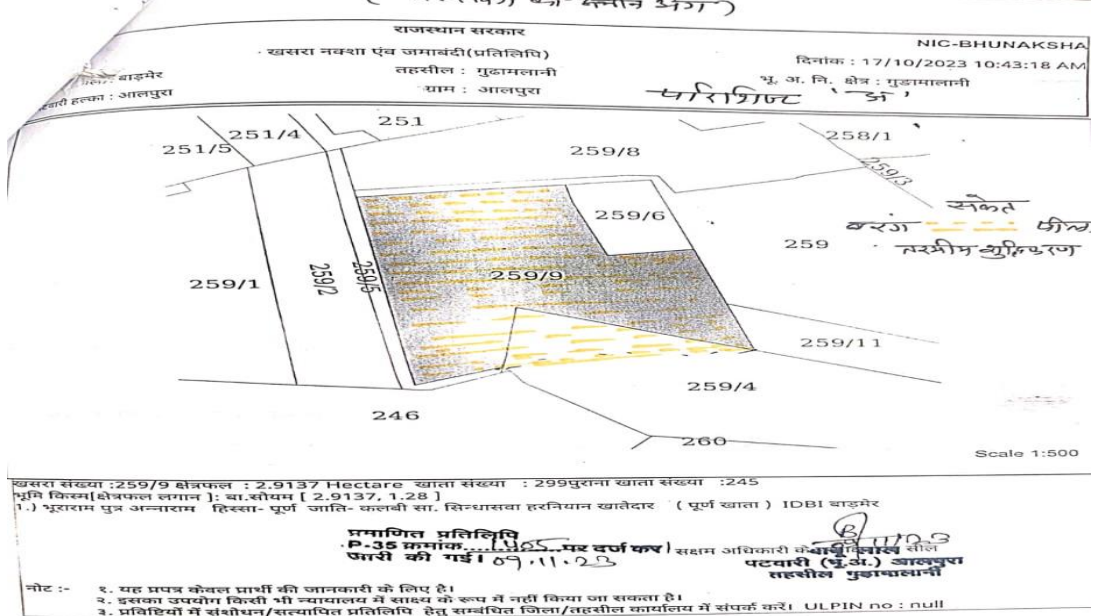 राजस्थान सरकार
खसरा नक्शा एंव जमाबंदी(प्रतिलिपि)
NIC-BHUNAKSHA
दिनांक : 17/10/2023 10:43:18 AM
बाड़मेर
तहसील : गुढामलानी
भू. अ. नि. क्षेत्र : गुडामालानी
हल्का : आलपुरा
ग्राम : आलपुरा
परिशिष्ट 'अ'
251
251/4
251/5
259/8
258/1
259/3
259/6
संकेत
259
तरमीम शुद्धिकरण
259/1
259/2
259/5
259/9
259/11
259/4
246
260
Scale 1:500
खसरा संख्या :259/9 क्षेत्रफल : 2.9137 Hectare खाता संख्या : 299पुराना खाता संख्या :245
भूमि किस्म[क्षेत्रफल लगान ]: बा.सोयम [ 2.9137, 1.28 ]
1.) भूराराम पुत्र अन्नाराम हिस्सा- पूर्ण जाति- कलबी सा. सिन्धासवा हरनियान खातेदार ( पूर्ण खाता ) IDBI बाड़मेर
प्रमाणित प्रतिलिपि
P-35 क्रमांक पर दर्ज कर सक्षम अधिकारी के सील
जारी की गई। 09.11.23
पटवारी (भू.अ.) आलपुरा
तहसील गुडामालानी
नोट :- १. यह प्रपत्र केवल प्रार्थी की जानकारी के लिए है।
२. इसका उपयोग किसी भी न्यायालय में साक्ष्य के रूप में नहीं किया जा सकता है।
३. प्रविष्टियों में संशोधन/सत्यापित प्रतिलिपि हेतु सम्बंधित जिला/तहसील कार्यालय में संपर्क करें। ULPIN no : null